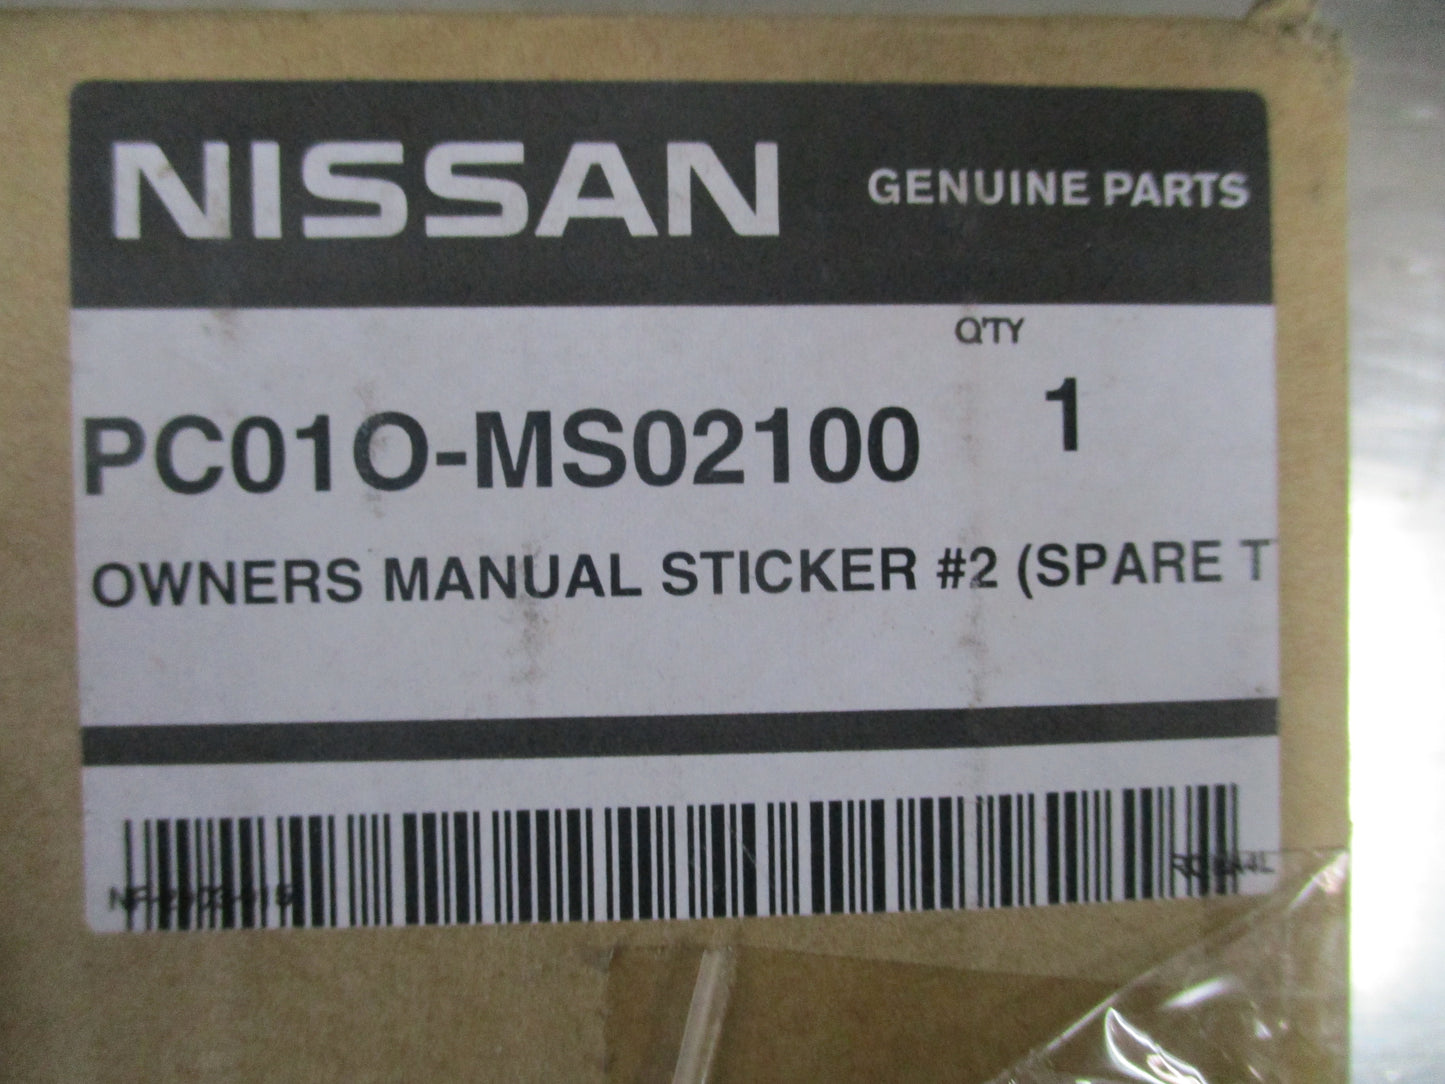 NISSAN GENUINE PARTS
Q'TY
PC01O-MS02100 1
OWNERS MANUAL STICKER #2 (SPARE T